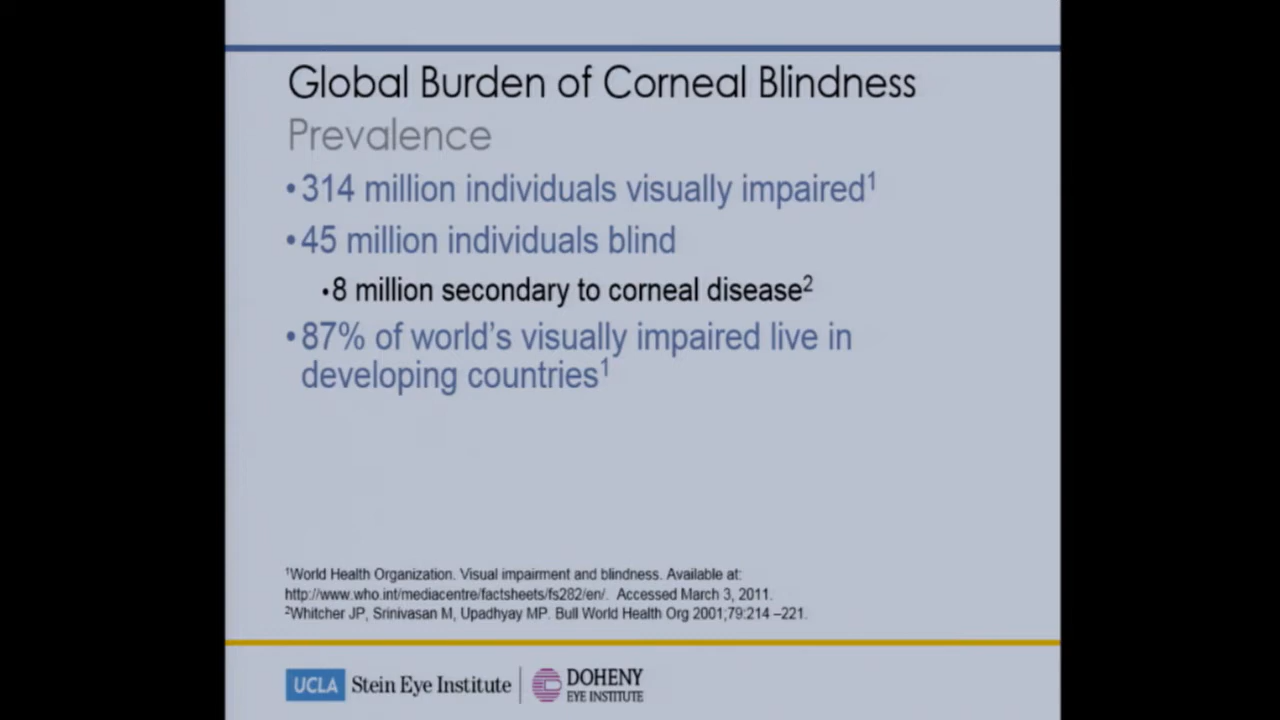 Global Burden of Corneal Blindness
Prevalence
•314 million individuals visually impaired¹
•45 million individuals blind
•8 million secondary to corneal disease²
•87% of world's visually impaired live in
developing countries¹
¹World Health Organization. Visual impairment and blindness. Available at:
http://www.who.int/mediacentre/factsheets/fs282/en/. Accessed March 3, 2011.
²Whitcher JP, Srinivasan M, Upadhyay MP. Bull World Health Org 2001;79:214 –221.
UCLA Stein Eye Institute DOHENY
EYE INSTITUTE